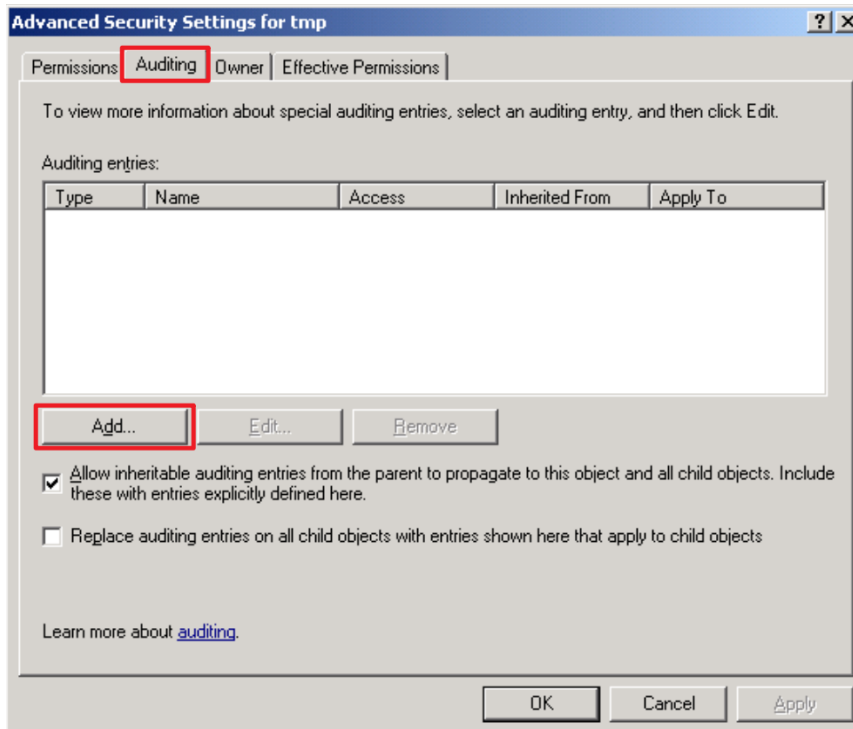 Advanced Security Settings for tmp
Permissions Auditing Owner Effective Permissions
To view more information about special auditing entries, select an auditing entry, and then click Edit.
Auditing entries:
Type Name Access Inherited From Apply To
Add... Edit... Remove
Allow inheritable auditing entries from the parent to propagate to this object and all child objects. Include
these with entries explicitly defined here.
Replace auditing entries on all child objects with entries shown here that apply to child objects
Learn more about auditing.
OK Cancel Apply